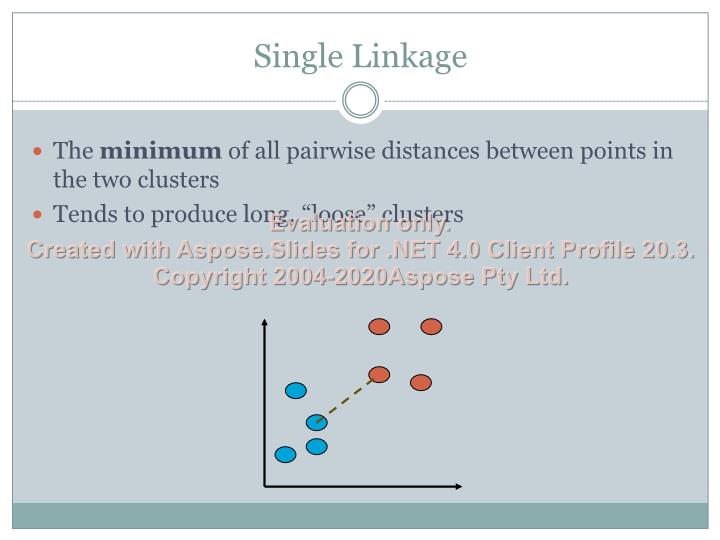 Single Linkage
• The minimum of all pairwise distances between points in
the two clusters
• Tends to produce long, “loose” clusters
Evaluation only.
Created with Aspose.Slides for .NET 4.0 Client Profile 20.3.
Copyright 2004-2020Aspose Pty Ltd.